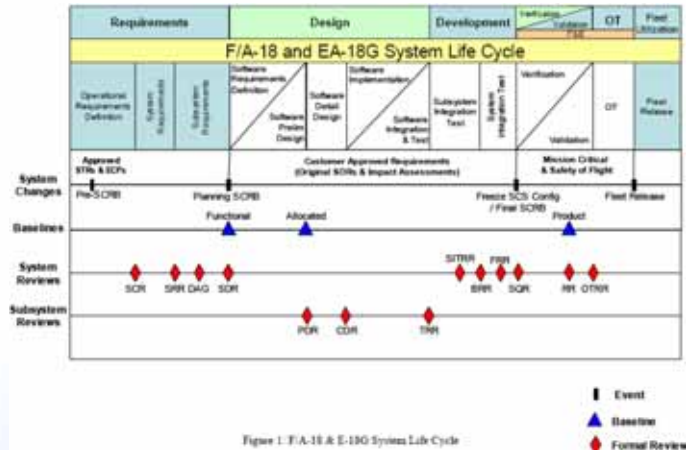 Requirements
Design
Development
Verification
Validation
OT
Fleet
Utilization
F/A-18 and EA-18G System Life Cycle
Operational
Requirements
Definition
System
Requirements
Subsystem
Requirements
Software
Requirements
Definition
Software
Prelim
Design
Software
Detail
Design
Software
Implementation
Software
Integration
& Test
Subsystem
Integration
Test
System
Integration Test
Verification
Validation
OT
Fleet
Release
Approved
STRs & ECPs
Customer Approved Requirements
(Original SORs & Impact Assessments)
Mission Critical
& Safety of Flight
System
Changes
Pre-SCRB
Planning SCRB
Freeze SCS Config
/ Final SCRB
Fleet Release
Baselines
Functional
Allocated
Product
System
Reviews
SCR
SRR
DAG
SDR
SITRR
BRR
FRR
SQR
RR
OTRR
Subsystem
Reviews
PDR
CDR
TRR
Event
Baseline
Formal Review
Figure 1: F/A-18 & E-18G System Life Cycle